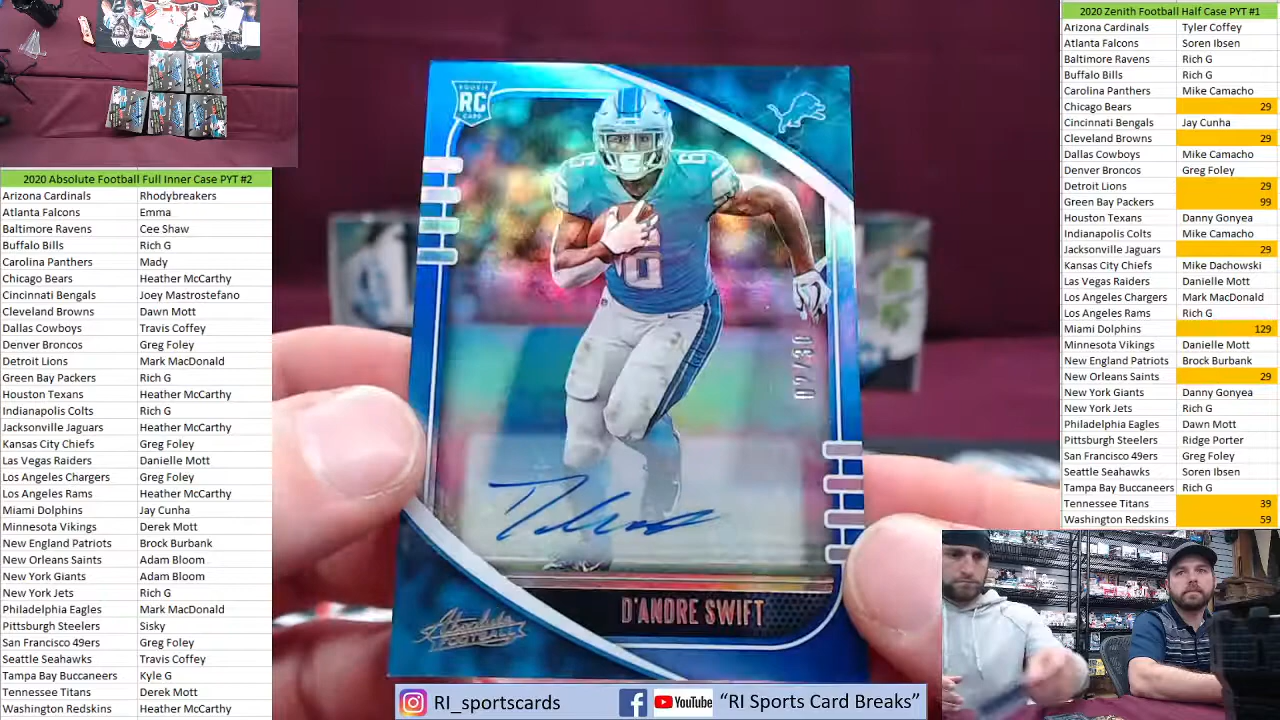 2020 Absolute Football Full Inner Case PYT #2
Arizona Cardinals Rhodybreakers
Atlanta Falcons Emma
Baltimore Ravens Cee Shaw
Buffalo Bills Rich G
Carolina Panthers Mady
Chicago Bears Heather McCarthy
Cincinnati Bengals Joey Mastrostefano
Cleveland Browns Dawn Mott
Dallas Cowboys Travis Coffey
Denver Broncos Greg Foley
Detroit Lions Mark MacDonald
Green Bay Packers Rich G
Houston Texans Heather McCarthy
Indianapolis Colts Rich G
Jacksonville Jaguars Heather McCarthy
Kansas City Chiefs Greg Foley
Las Vegas Raiders Danielle Mott
Los Angeles Chargers Greg Foley
Los Angeles Rams Heather McCarthy
Miami Dolphins Jay Cunha
Minnesota Vikings Derek Mott
New England Patriots Brock Burbank
New Orleans Saints Adam Bloom
New York Giants Adam Bloom
New York Jets Rich G
Philadelphia Eagles Mark MacDonald
Pittsburgh Steelers Sisky
San Francisco 49ers Greg Foley
Seattle Seahawks Travis Coffey
Tampa Bay Buccaneers Kyle G
Tennessee Titans Derek Mott
Washington Redskins Heather McCarthy
ROOKIE
RC
CARD
6
6
6
02/30
D'ANDRE SWIFT
Absolute
FOOTBALL
RI_sportscards
YouTube "RI Sports Card Breaks"
2020 Zenith Football Half Case PYT #1
Arizona Cardinals Tyler Coffey
Atlanta Falcons Soren Ibsen
Baltimore Ravens Rich G
Buffalo Bills Rich G
Carolina Panthers Mike Camacho
Chicago Bears 29
Cincinnati Bengals Jay Cunha
Cleveland Browns 29
Dallas Cowboys Mike Camacho
Denver Broncos Greg Foley
Detroit Lions 29
Green Bay Packers 99
Houston Texans Danny Gonyea
Indianapolis Colts Mike Camacho
Jacksonville Jaguars 29
Kansas City Chiefs Mike Dachowski
Las Vegas Raiders Danielle Mott
Los Angeles Chargers Mark MacDonald
Los Angeles Rams Rich G
Miami Dolphins 129
Minnesota Vikings Danielle Mott
New England Patriots Brock Burbank
New Orleans Saints 29
New York Giants Danny Gonyea
New York Jets Rich G
Philadelphia Eagles Dawn Mott
Pittsburgh Steelers Ridge Porter
San Francisco 49ers Greg Foley
Seattle Seahawks Soren Ibsen
Tampa Bay Buccaneers Rich G
Tennessee Titans 39
Washington Redskins 59